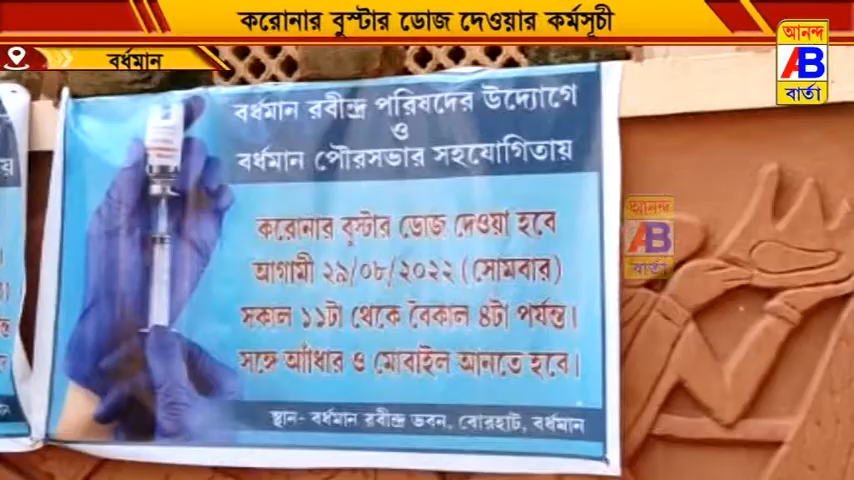 করোনার বুস্টার ডোজ দেওয়ার কর্মসূচী
বর্ধমান
আনন্দ
AB
বার্তা
বর্ধমান রবীন্দ্র পরিষদের উদ্যোগে
ও
বর্ধমান পৌরসভার সহযোগিতায়
করোনার বুস্টার ডোজ দেওয়া হবে
আগামী ২৯/০৮/২০২২ (সোমবার)
সকাল ১১টা থেকে বৈকাল ৪টা পর্যন্ত।
সঙ্গে আাঁধার ও মোবাইল আনতে হবে।
স্থান- বর্ধমান রবীন্দ্র ভবন, বোরহাট, বর্ধমান
আনন্দ
AB
বার্তা